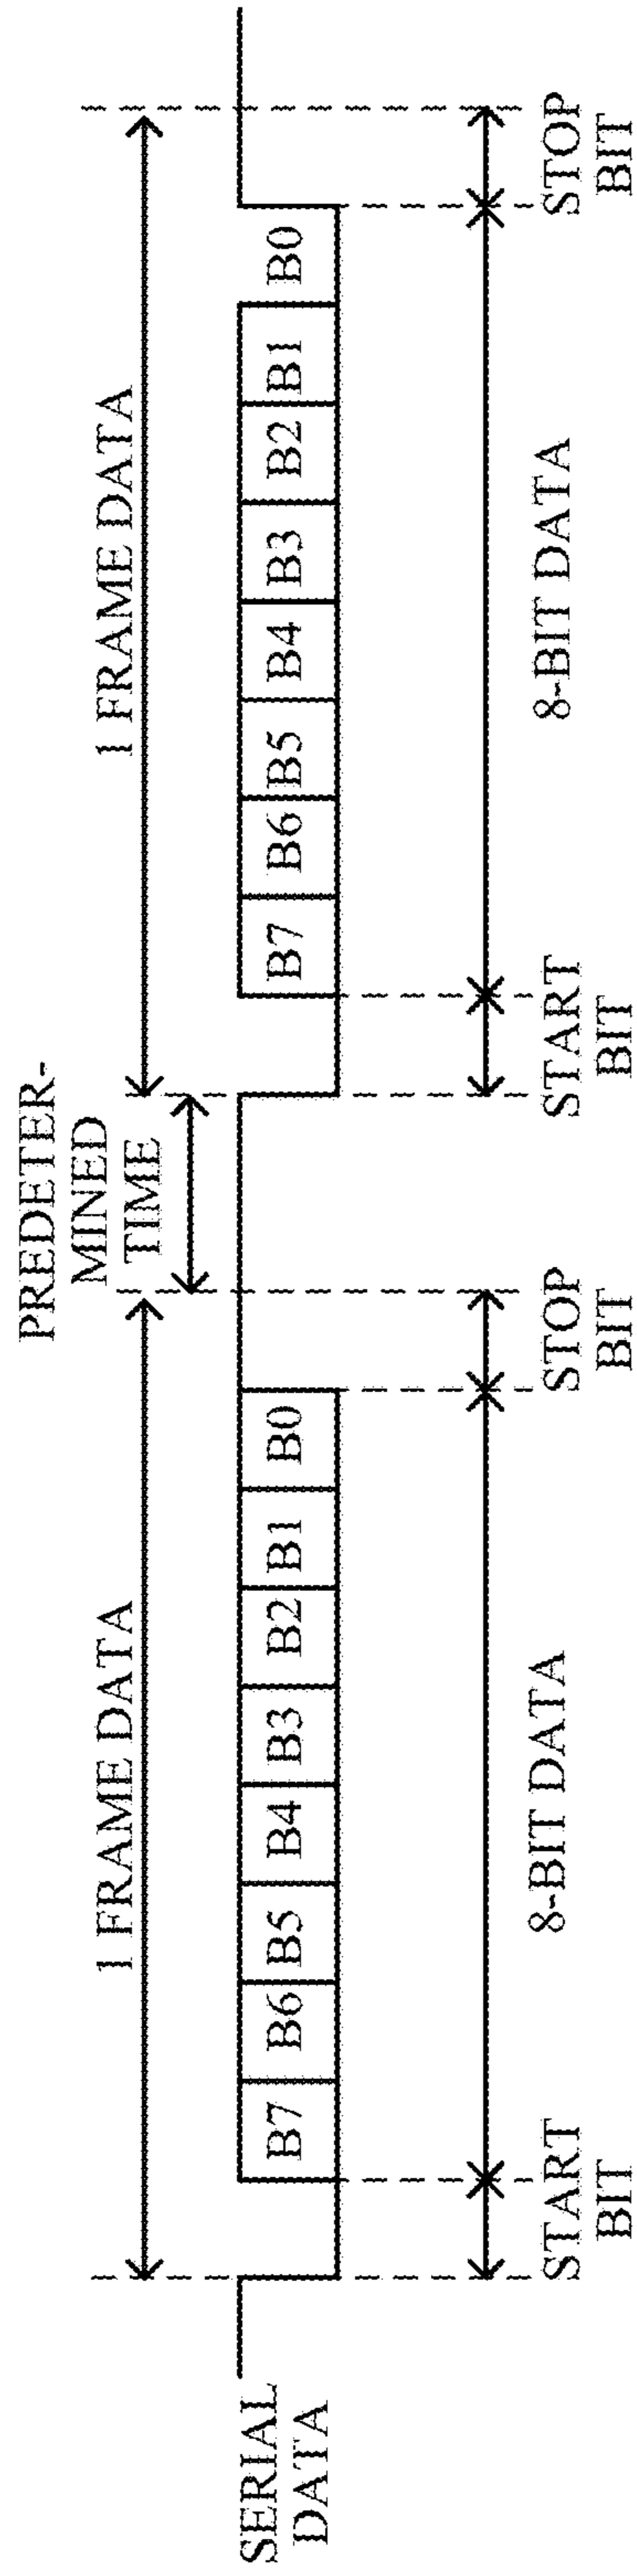 PREDETER-
MINED
TIME
1 FRAME DATA
1 FRAME DATA
SERIAL
DATA
B7 B6 B5 B4 B3 B2 B1 B0
B7 B6 B5 B4 B3 B2 B1 B0
8-BIT DATA
8-BIT DATA
START
BIT
STOP
BIT
START
BIT
STOP
BIT